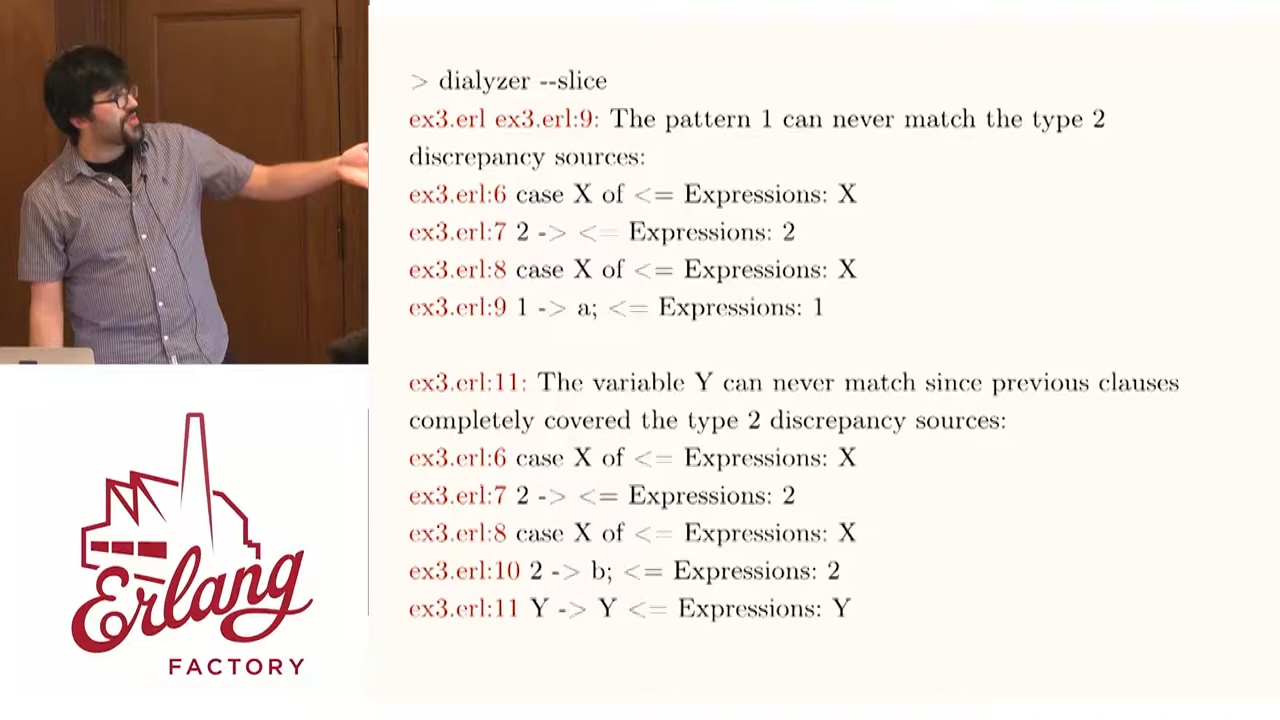 > dialyzer --slice
ex3.erl ex3.erl:9: The pattern 1 can never match the type 2
discrepancy sources:
ex3.erl:6 case X of <= Expressions: X
ex3.erl:7 2 -> <= Expressions: 2
ex3.erl:8 case X of <= Expressions: X
ex3.erl:9 1 -> a; <= Expressions: 1
ex3.erl:11: The variable Y can never match since previous clauses
completely covered the type 2 discrepancy sources:
ex3.erl:6 case X of <= Expressions: X
ex3.erl:7 2 -> <= Expressions: 2
ex3.erl:8 case X of <= Expressions: X
ex3.erl:10 2 -> b; <= Expressions: 2
ex3.erl:11 Y -> Y <= Expressions: Y
Erlang
FACTORY